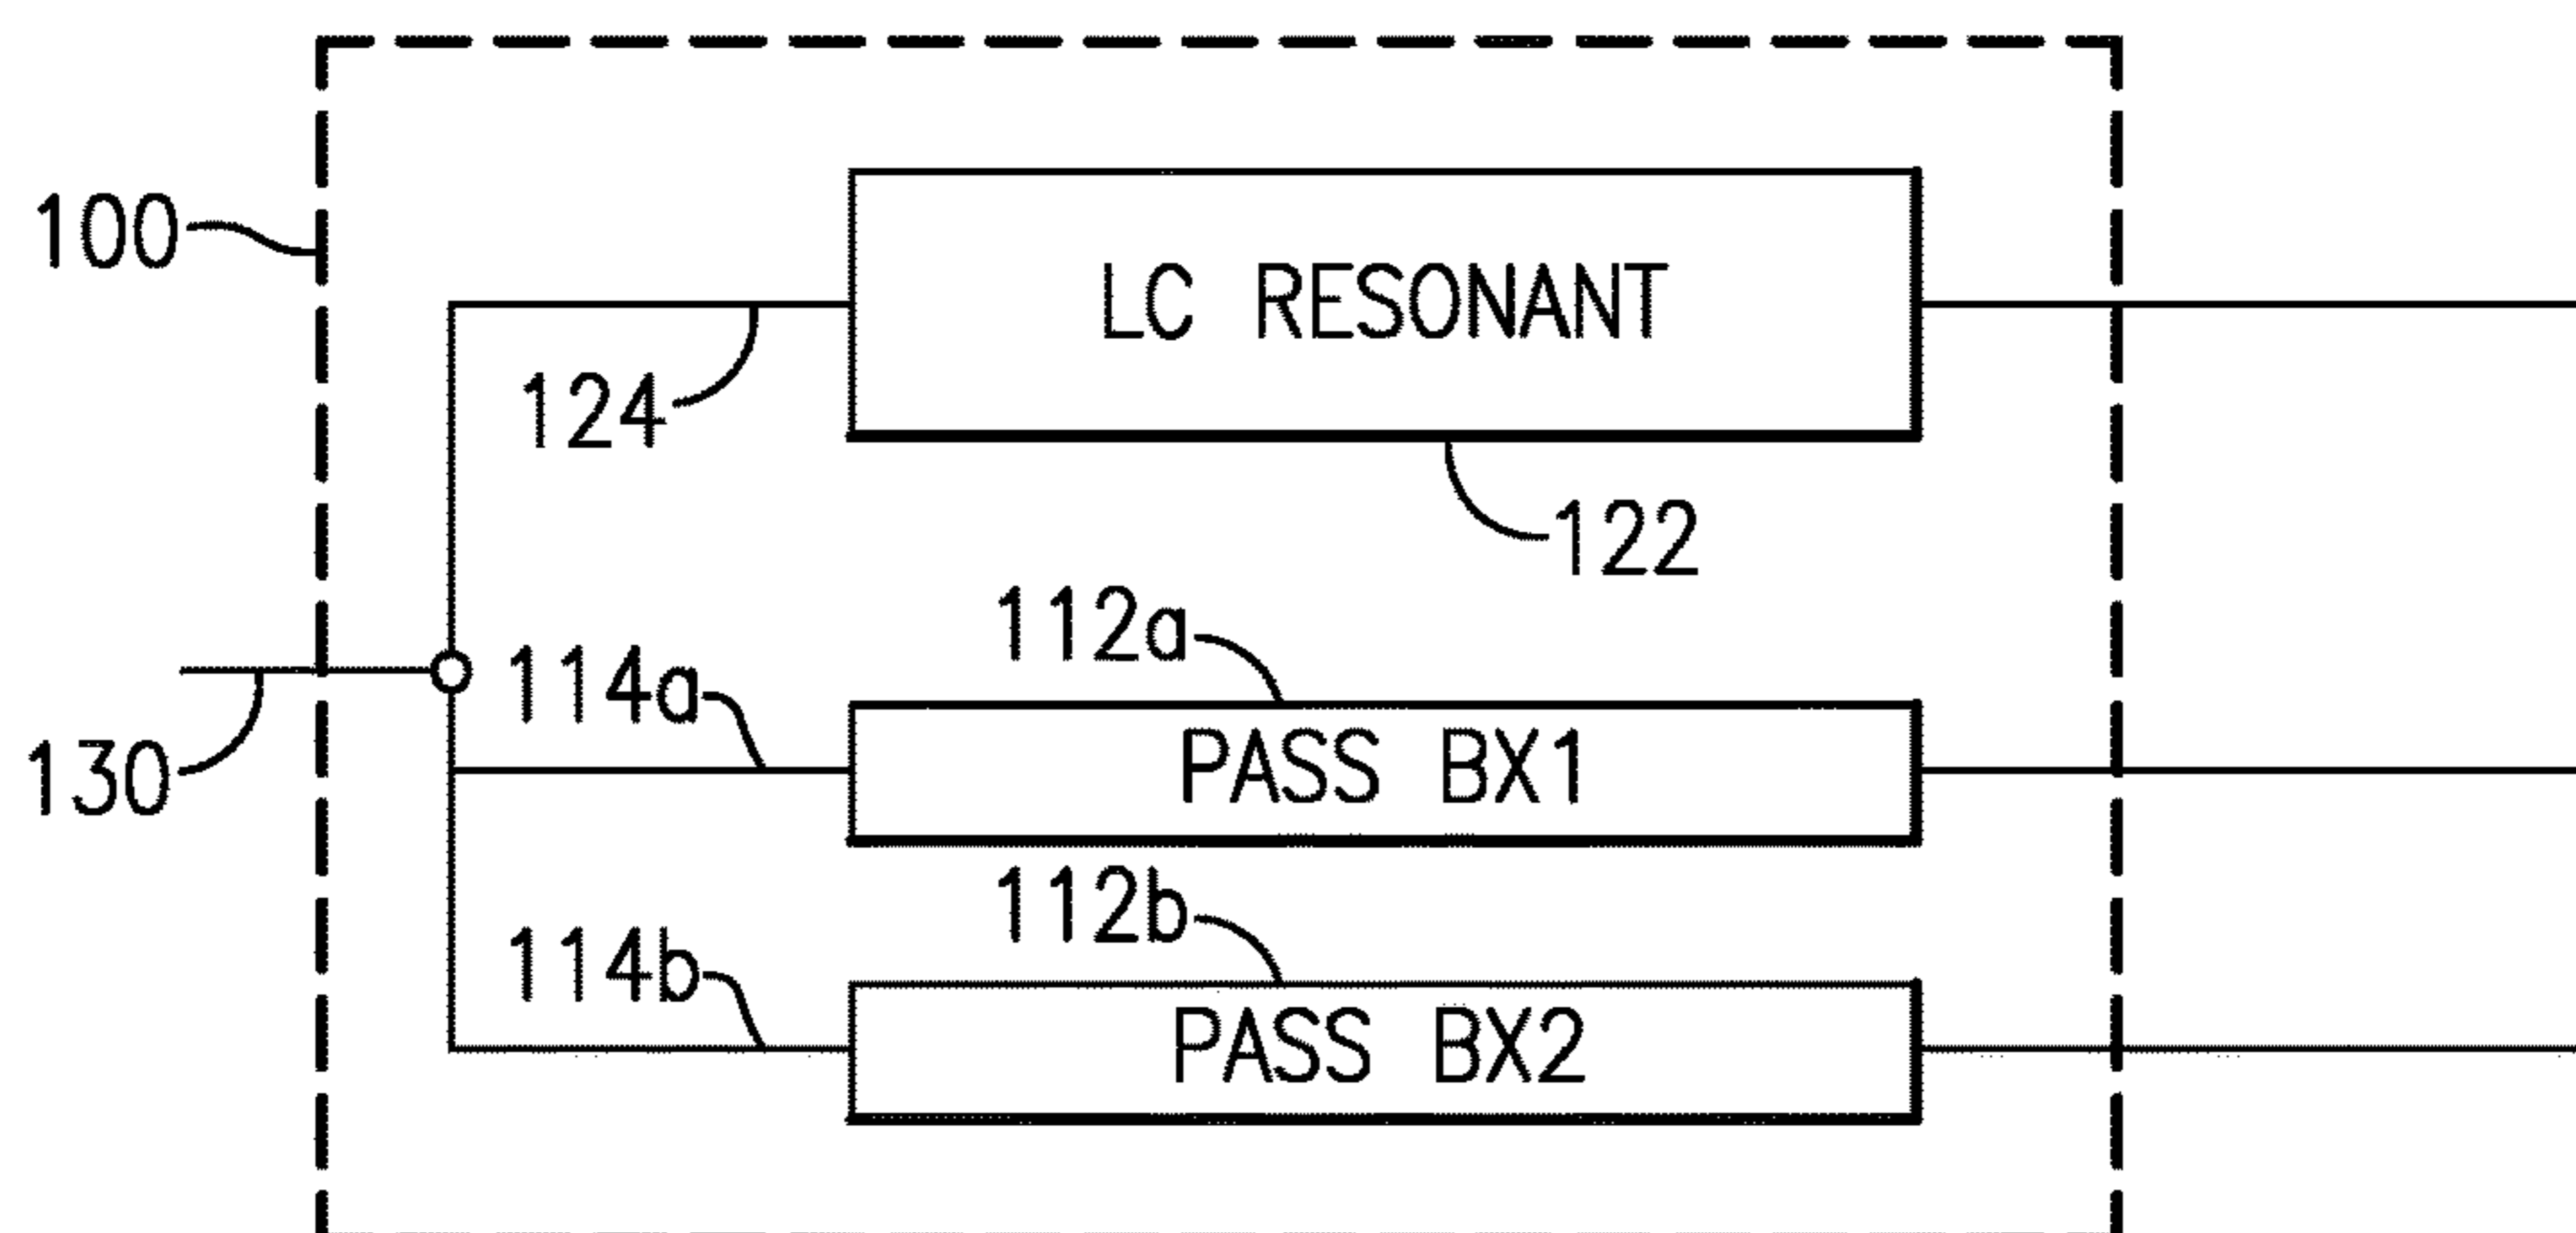 100
LC RESONANT
124
122
112a
114a
PASS BX1
130
112b
114b
PASS BX2